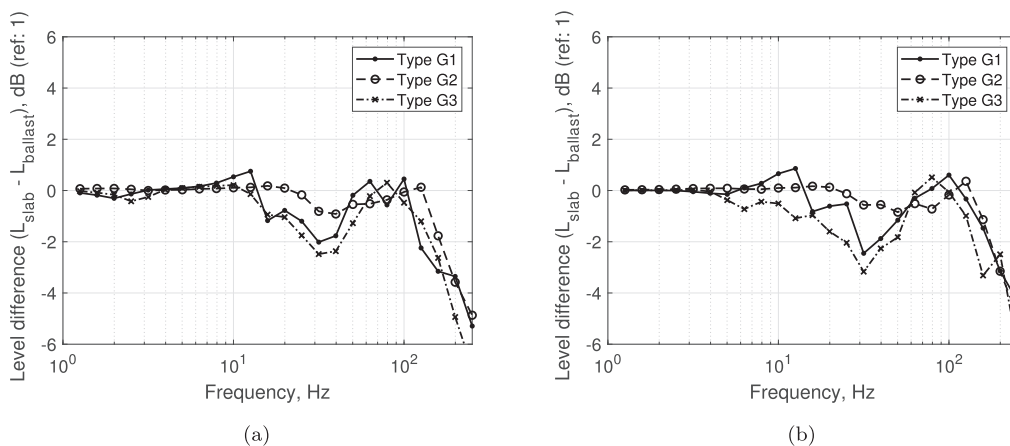 Level difference (L_slab - L_ballast), dB (ref: 1)
6
4
2
0
-2
-4
-6
10^0
10^1
10^2
Frequency, Hz
Type G1
Type G2
Type G3
(a)
Level difference (L_slab - L_ballast), dB (ref: 1)
6
4
2
0
-2
-4
-6
10^0
10^1
10^2
Frequency, Hz
Type G1
Type G2
Type G3
(b)